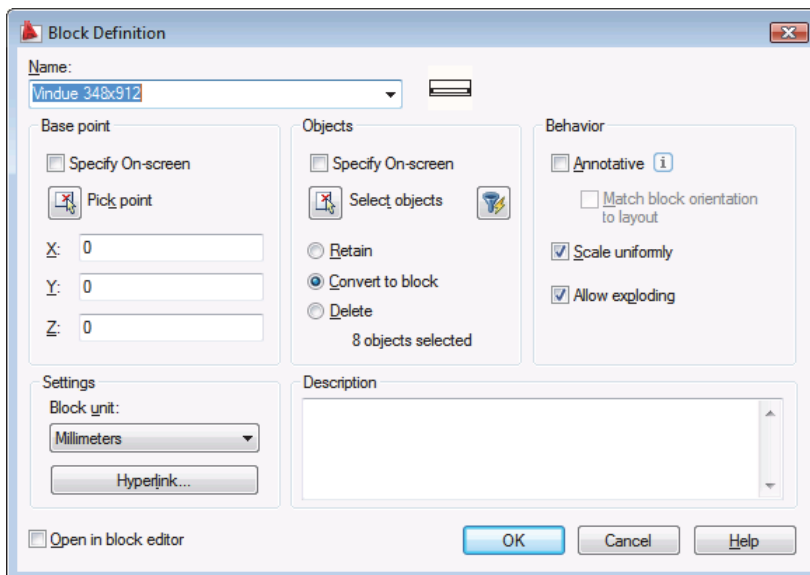 Block Definition
Name:
Vindue 348x912
Base point
Specify On-screen
Pick point
X: 0
Y: 0
Z: 0
Objects
Specify On-screen
Select objects
Retain
Convert to block
Delete
8 objects selected
Behavior
Annotative
Match block orientation
to layout
Scale uniformly
Allow exploding
Settings
Block unit:
Millimeters
Hyperlink...
Description
Open in block editor
OK Cancel Help